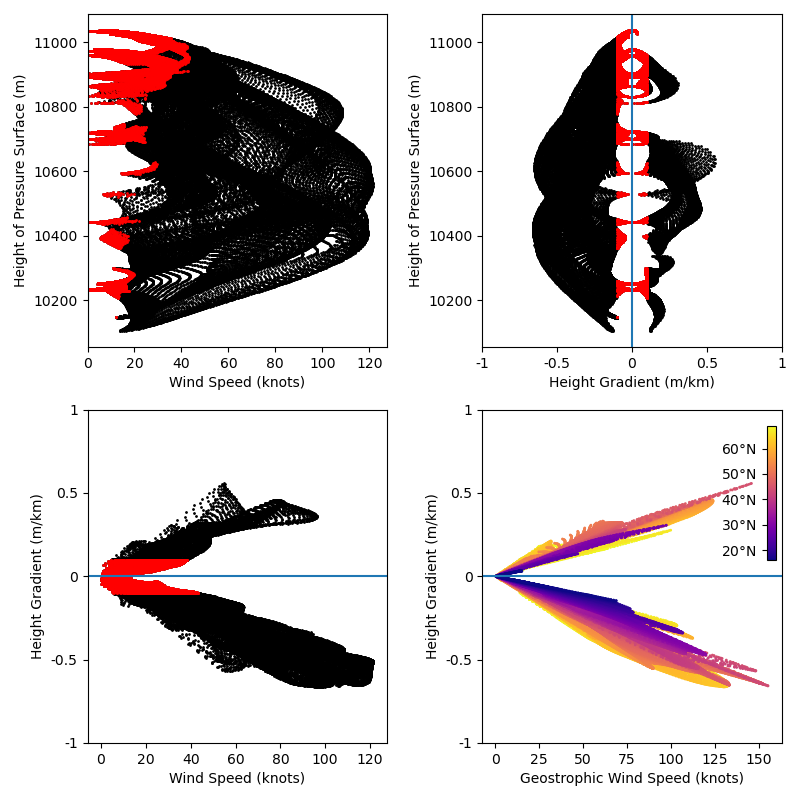 11000
10800
10600
10400
10200
Height of Pressure Surface (m)
0 20 40 60 80 100 120
Wind Speed (knots)
11000
10800
10600
10400
10200
Height of Pressure Surface (m)
-1 -0.5 0 0.5 1
Height Gradient (m/km)
1
0.5
0
-0.5
-1
Height Gradient (m/km)
0 20 40 60 80 100 120
Wind Speed (knots)
1
0.5
0
-0.5
-1
Height Gradient (m/km)
60°N
50°N
40°N
30°N
20°N
0 25 50 75 100 125 150
Geostrophic Wind Speed (knots)